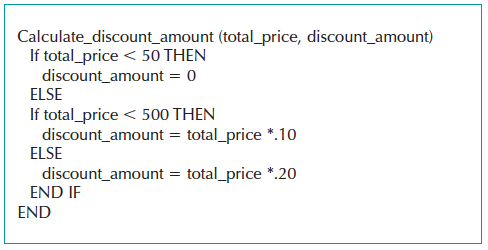 Calculate_discount_amount (total_price, discount_amount)
If total_price < 50 THEN
discount_amount = 0
ELSE
If total_price < 500 THEN
discount_amount = total_price *.10
ELSE
discount_amount = total_price *.20
END IF
END